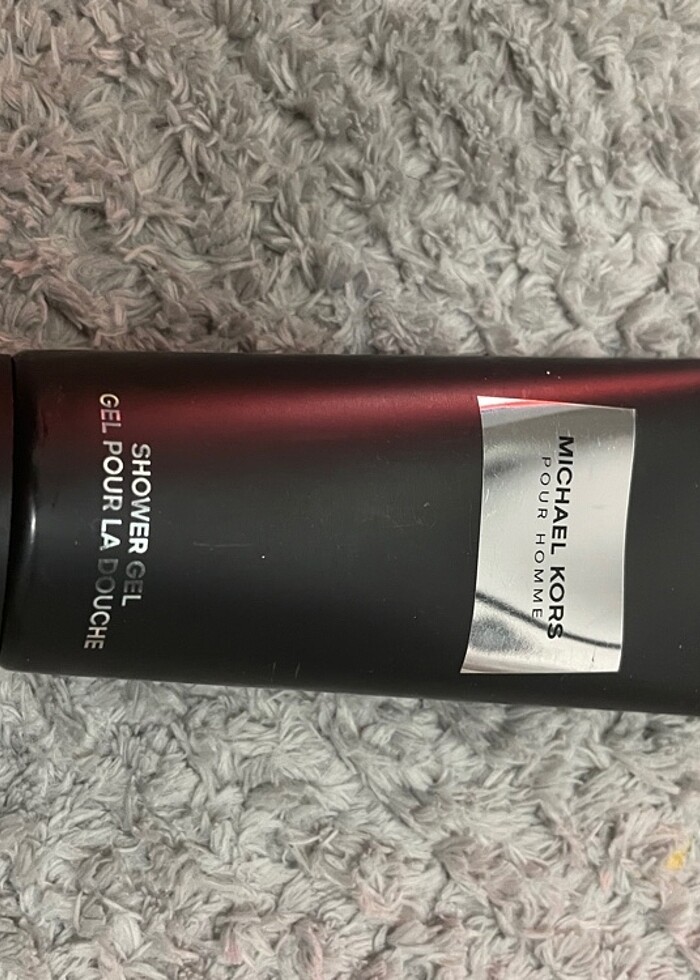 MICHAEL KORS
POUR HOMME
SHOWER GEL
GEL POUR LA DOUCHE